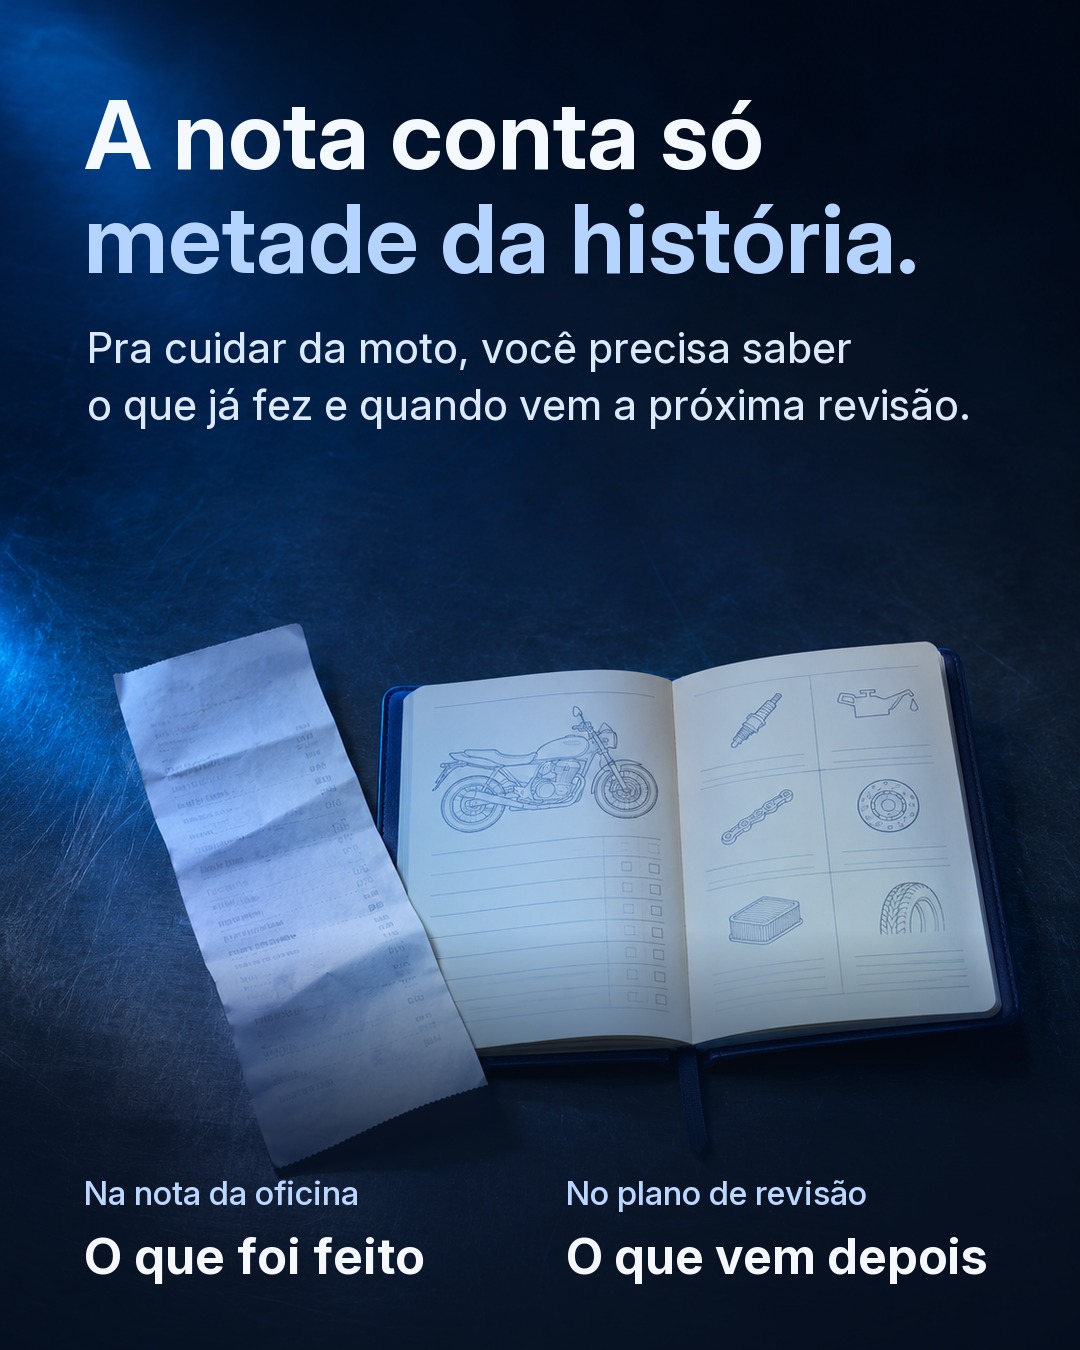 A nota conta só
metade da história.
Pra cuidar da moto, você precisa saber
o que já fez e quando vem a próxima revisão.
Na nota da oficina
No plano de revisão
O que foi feito
O que vem depois